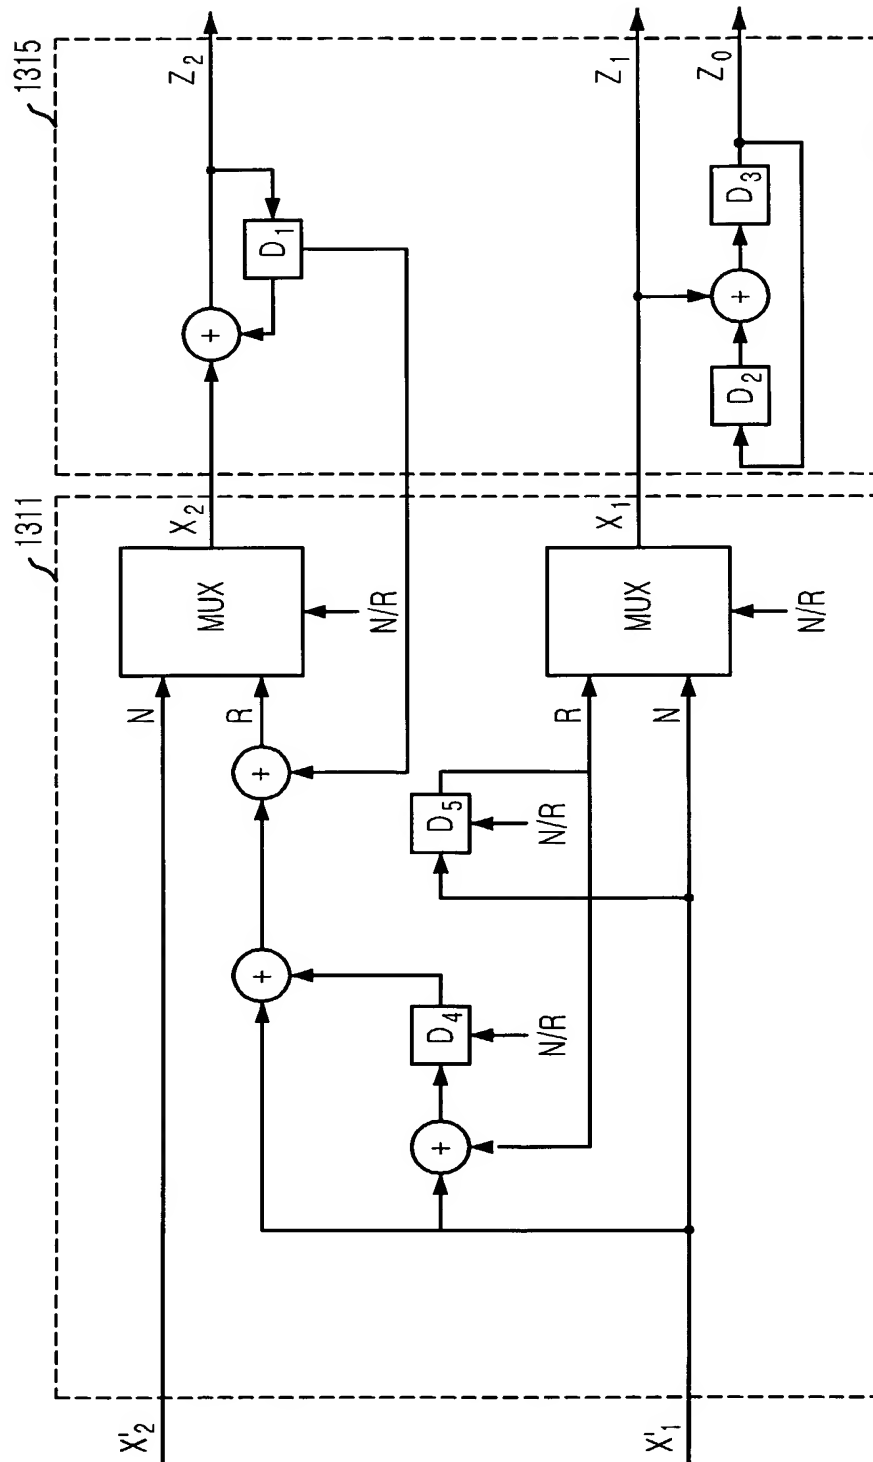 1311
1315
X'2
N
MUX
X2
+
Z2
R
+
+
N/R
D1
D4
N/R
D5
N/R
+
R
MUX
X1
Z1
X'1
N
N/R
D2
+
D3
Z0